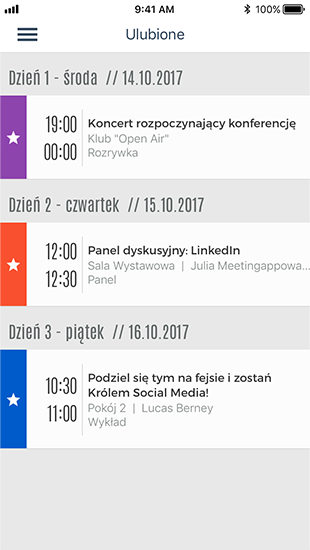 9:41 AM
100%
Ulubione
Dzień 1 - środa // 14.10.2017
19:00
00:00
Koncert rozpoczynający konferencję
Klub "Open Air"
Rozrywka
Dzień 2 - czwartek // 15.10.2017
12:00
12:30
Panel dyskusyjny: LinkedIn
Sala Wystawowa | Julia Meetingappowa...
Panel
Dzień 3 - piątek // 16.10.2017
10:30
11:00
Podziel się tym na fejsie i zostań
Królem Social Media!
Pokój 2 | Lucas Berney
Wykład